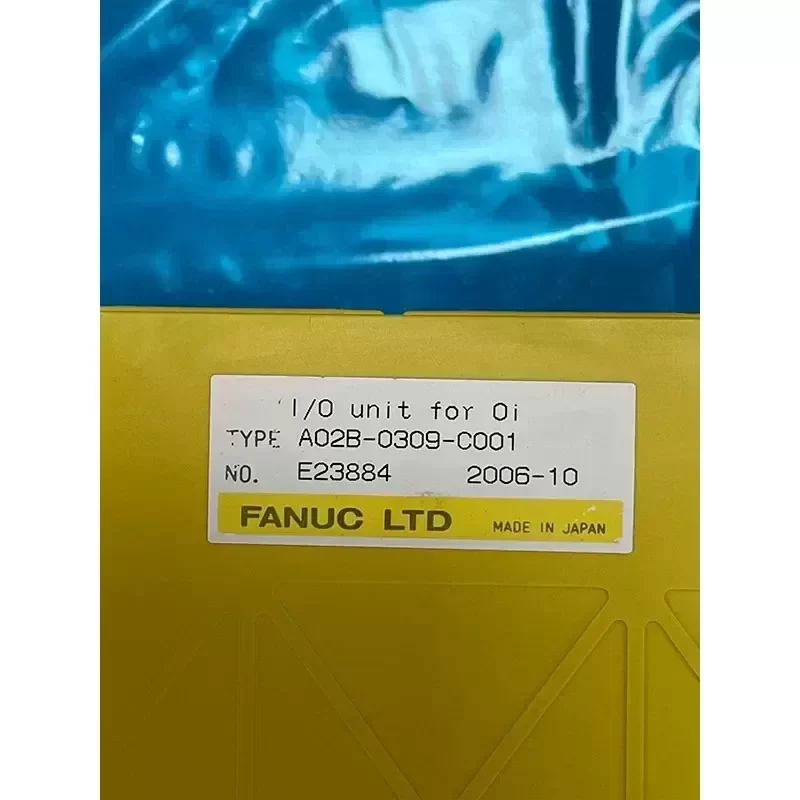 I/O unit for 0i
TYPE A02B-0309-C001
NO. E23884 2006-10
FANUC LTD MADE IN JAPAN